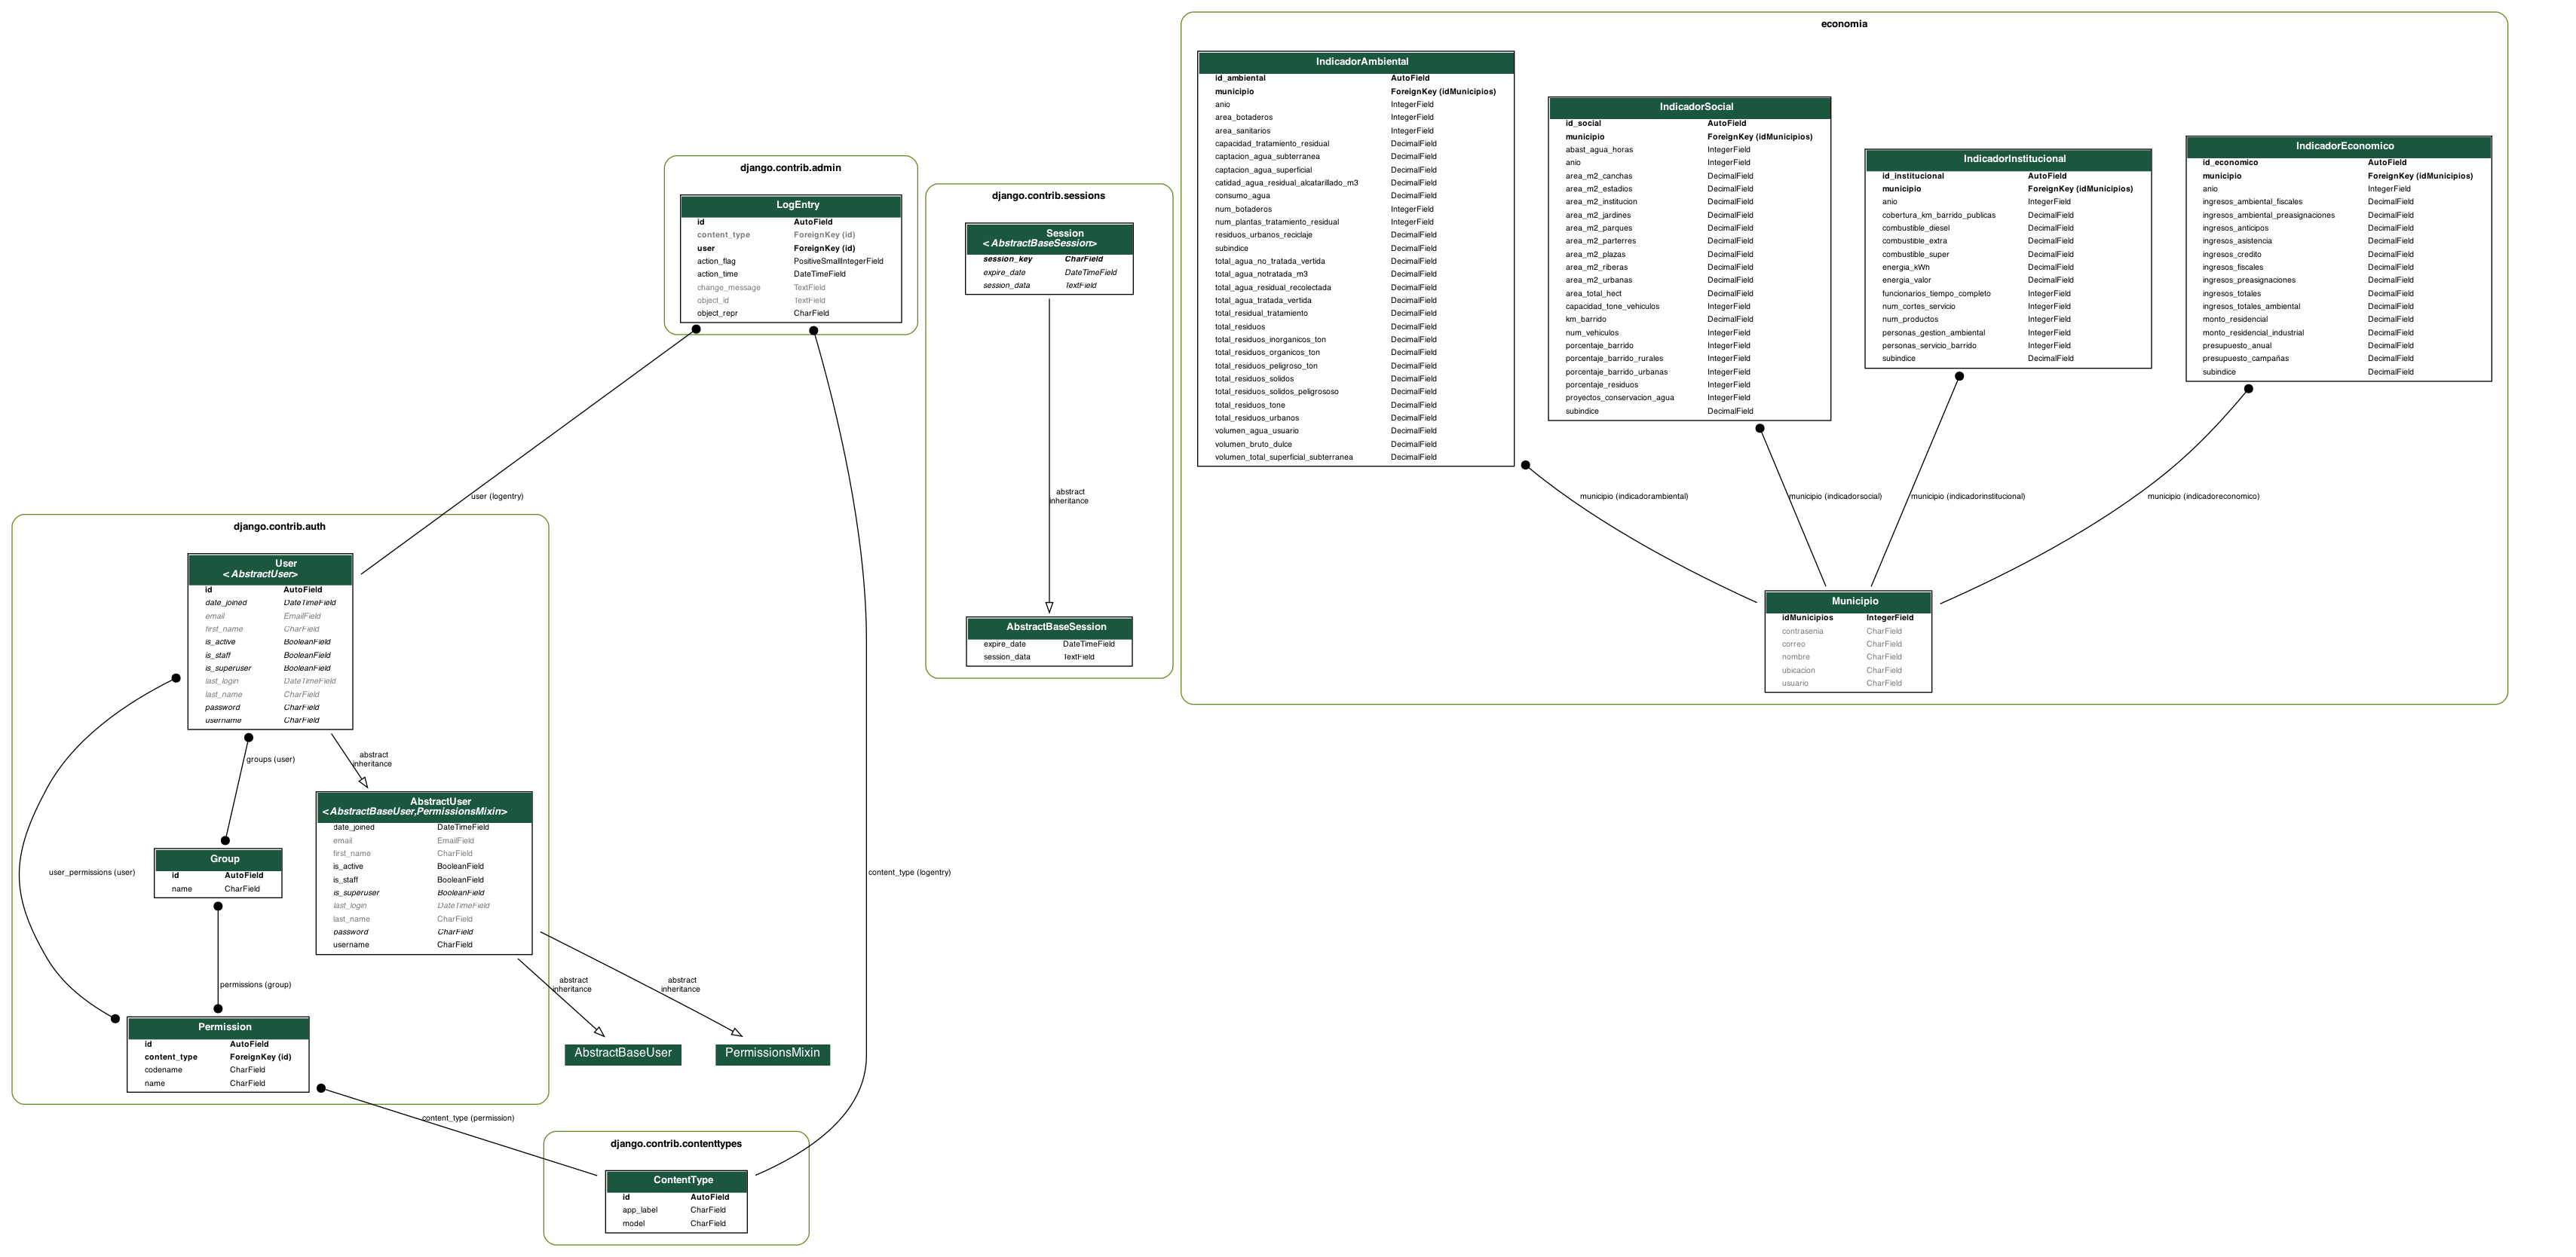 economia
IndicadorAmbiental
id_ambiental AutoField
municipio ForeignKey (idMunicipios)
anio IntegerField
area_botaderos IntegerField
area_sanitarios IntegerField
capacidad_tratamiento_residual DecimalField
captacion_agua_subterranea DecimalField
captacion_agua_superficial DecimalField
catidad_agua_residual_alcatarillado_m3 DecimalField
consumo_agua DecimalField
num_botaderos IntegerField
num_plantas_tratamiento_residual IntegerField
residuos_urbanos_reciclaje DecimalField
subindice DecimalField
total_agua_no_tratada_vertida DecimalField
total_agua_notratada_m3 DecimalField
total_agua_residual_recolectada DecimalField
total_agua_tratada_vertida DecimalField
total_residual_tratamiento DecimalField
total_residuos DecimalField
total_residuos_inorganicos_ton DecimalField
total_residuos_organicos_ton DecimalField
total_residuos_peligroso_ton DecimalField
total_residuos_solidos DecimalField
total_residuos_solidos_peligrososo DecimalField
total_residuos_tone DecimalField
total_residuos_urbanos DecimalField
volumen_agua_usuario DecimalField
volumen_bruto_dulce DecimalField
volumen_total_superficial_subterranea DecimalField
IndicadorSocial
id_social AutoField
municipio ForeignKey (idMunicipios)
abast_agua_horas IntegerField
anio IntegerField
area_m2_canchas DecimalField
area_m2_estadios DecimalField
area_m2_institucion DecimalField
area_m2_jardines DecimalField
area_m2_parques DecimalField
area_m2_parterres DecimalField
area_m2_plazas DecimalField
area_m2_riberas DecimalField
area_m2_urbanas DecimalField
area_total_hect DecimalField
capacidad_tone_vehiculos IntegerField
km_barrido DecimalField
num_vehiculos IntegerField
porcentaje_barrido IntegerField
porcentaje_barrido_rurales IntegerField
porcentaje_barrido_urbanas IntegerField
porcentaje_residuos IntegerField
proyectos_conservacion_agua IntegerField
subindice DecimalField
IndicadorInstitucional
id_institucional AutoField
municipio ForeignKey (idMunicipios)
anio IntegerField
cobertura_km_barrido_publicas DecimalField
combustible_diesel DecimalField
combustible_extra DecimalField
combustible_super DecimalField
energia_kWh DecimalField
energia_valor DecimalField
funcionarios_tiempo_completo IntegerField
num_cortes_servicio IntegerField
num_productos IntegerField
personas_gestion_ambiental IntegerField
personas_servicio_barrido IntegerField
subindice DecimalField
IndicadorEconomico
id_economico AutoField
municipio ForeignKey (idMunicipios)
anio IntegerField
ingresos_ambiental_fiscales DecimalField
ingresos_ambiental_preasignaciones DecimalField
ingresos_anticipos DecimalField
ingresos_asistencia DecimalField
ingresos_credito DecimalField
ingresos_fiscales DecimalField
ingresos_preasignaciones DecimalField
ingresos_totales DecimalField
ingresos_totales_ambiental DecimalField
monto_residencial DecimalField
monto_residencial_industrial DecimalField
presupuesto_anual DecimalField
presupuesto_campañas DecimalField
subindice DecimalField
municipio (indicadorambiental)
municipio (indicadorsocial)
municipio (indicadorinstitucional)
municipio (indicadoreconomico)
Municipio
idMunicipios IntegerField
contrasenia CharField
correo CharField
nombre CharField
ubicacion CharField
usuario CharField
django.contrib.admin
LogEntry
id AutoField
content_type ForeignKey (id)
user ForeignKey (id)
action_flag PositiveSmallIntegerField
action_time DateTimeField
change_message TextField
object_id TextField
object_repr CharField
django.contrib.sessions
Session
<AbstractBaseSession>
session_key CharField
expire_date DateTimeField
session_data TextField
abstract
inheritance
AbstractBaseSession
expire_date DateTimeField
session_data TextField
user (logentry)
django.contrib.auth
User
<AbstractUser>
id AutoField
date_joined DateTimeField
email EmailField
first_name CharField
is_active BooleanField
is_staff BooleanField
is_superuser BooleanField
last_login DateTimeField
last_name CharField
password CharField
username CharField
groups (user)
abstract
inheritance
AbstractUser
<AbstractBaseUser,PermissionsMixin>
date_joined DateTimeField
email EmailField
first_name CharField
is_active BooleanField
is_staff BooleanField
is_superuser BooleanField
last_login DateTimeField
last_name CharField
password CharField
username CharField
Group
id AutoField
name CharField
user_permissions (user)
content_type (logentry)
permissions (group)
abstract
inheritance
abstract
inheritance
Permission
id AutoField
content_type ForeignKey (id)
codename CharField
name CharField
AbstractBaseUser
PermissionsMixin
content_type (permission)
django.contrib.contenttypes
ContentType
id AutoField
app_label CharField
model CharField